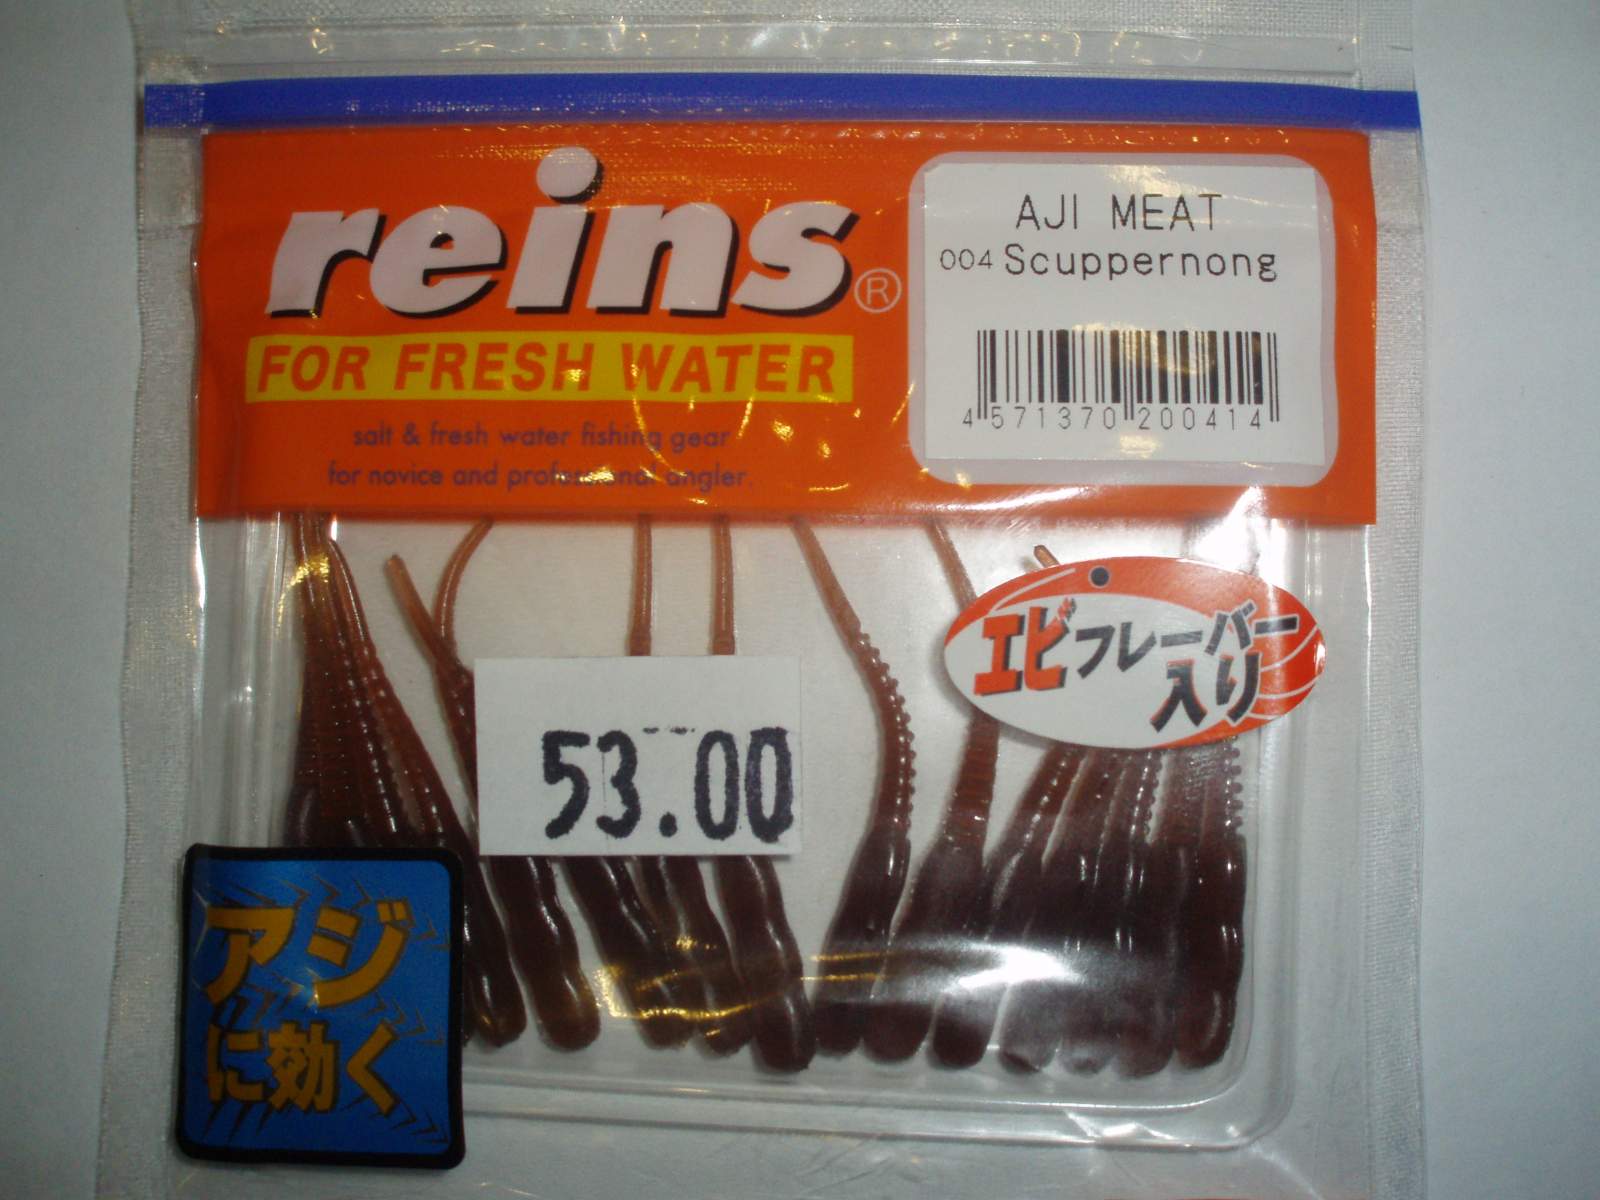 reins®
FOR FRESH WATER
salt & fresh water fishing gear
for novice and professional angler.
AJI MEAT
004 Scuppernong
4 571370 200414
エビフレーバー
入り
53.00
アジ
に効く